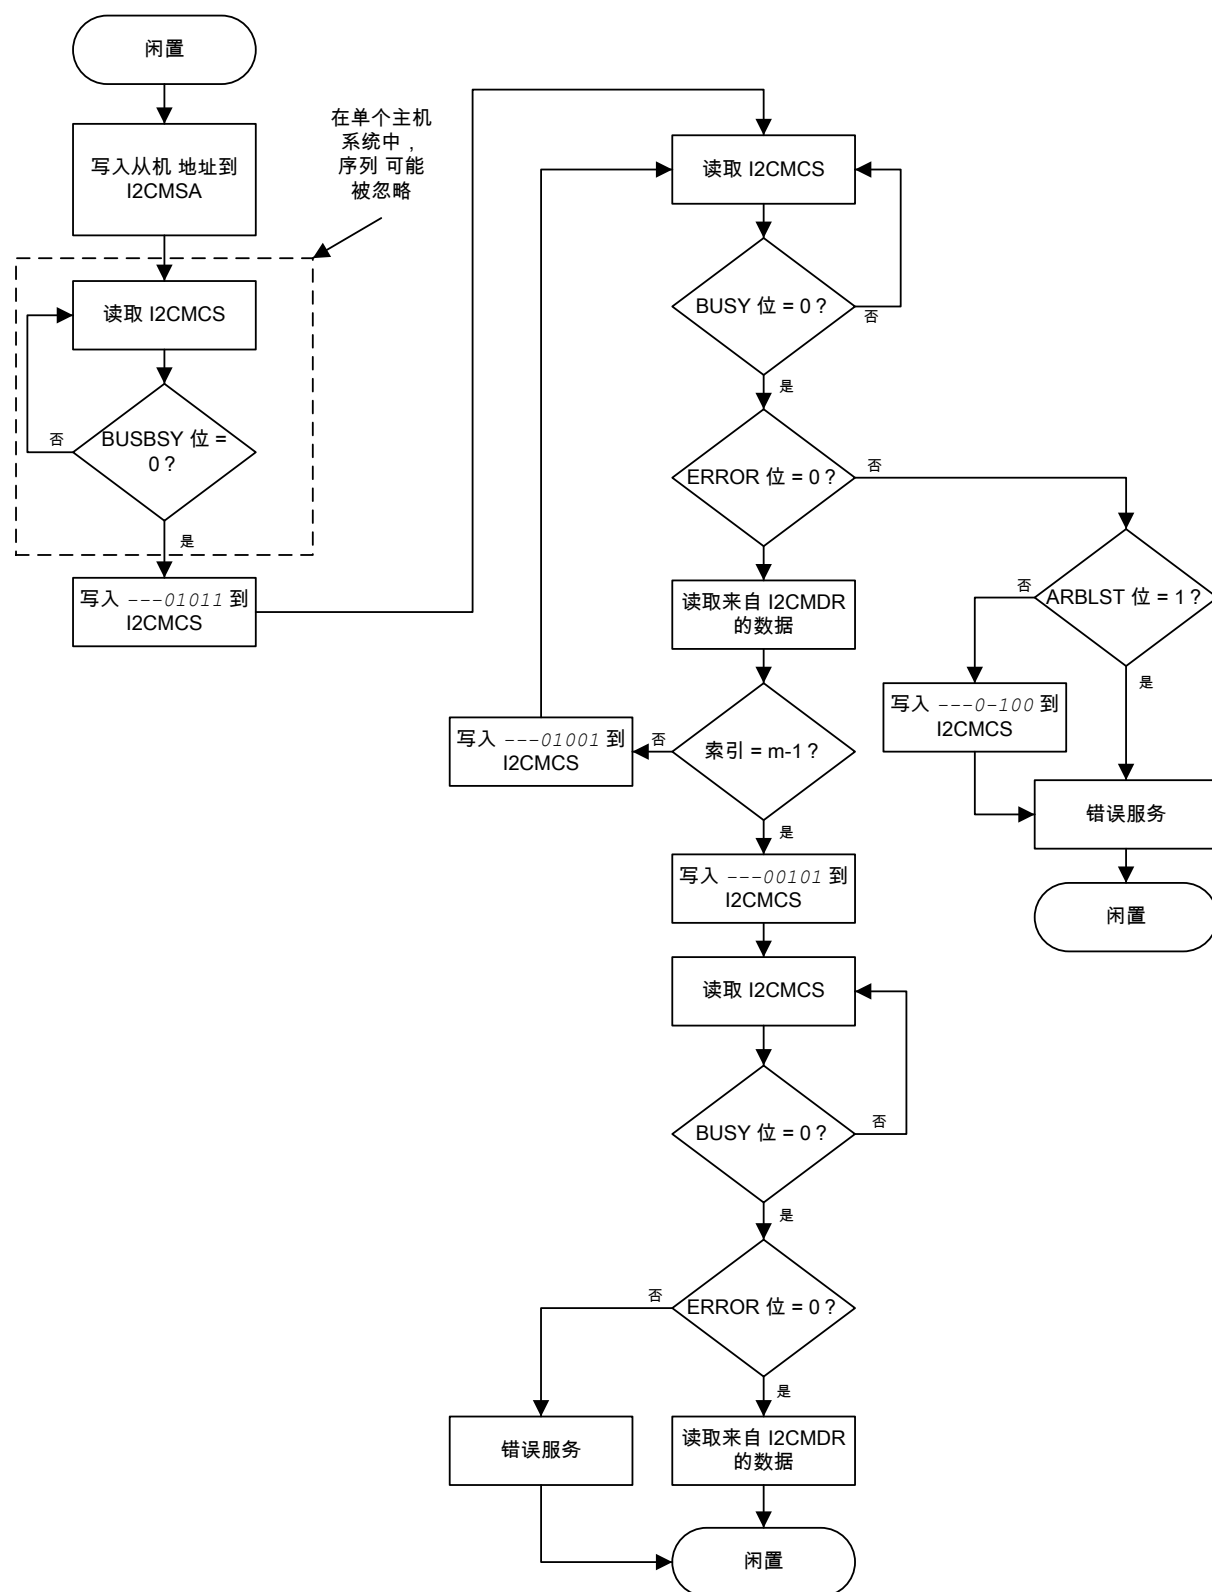 闲置
写入从机 地址到
I2CMSA
在单个主机
系统中，
序列 可能
被忽略
读取 I2CMCS
BUSBSY 位 =
0？
否
是
写入 ---01011 到
I2CMCS
读取 I2CMCS
BUSY 位 = 0？
否
是
ERROR 位 = 0？
否
读取来自 I2CMDR
的数据
索引 = m-1？
否
写入 ---01001 到
I2CMCS
是
ARBLST 位 = 1？
否
写入 ---0-100 到
I2CMCS
是
错误服务
闲置
写入 ---00101 到
I2CMCS
读取 I2CMCS
BUSY 位 = 0？
否
是
ERROR 位 = 0？
否
是
错误服务
读取来自 I2CMDR
的数据
闲置